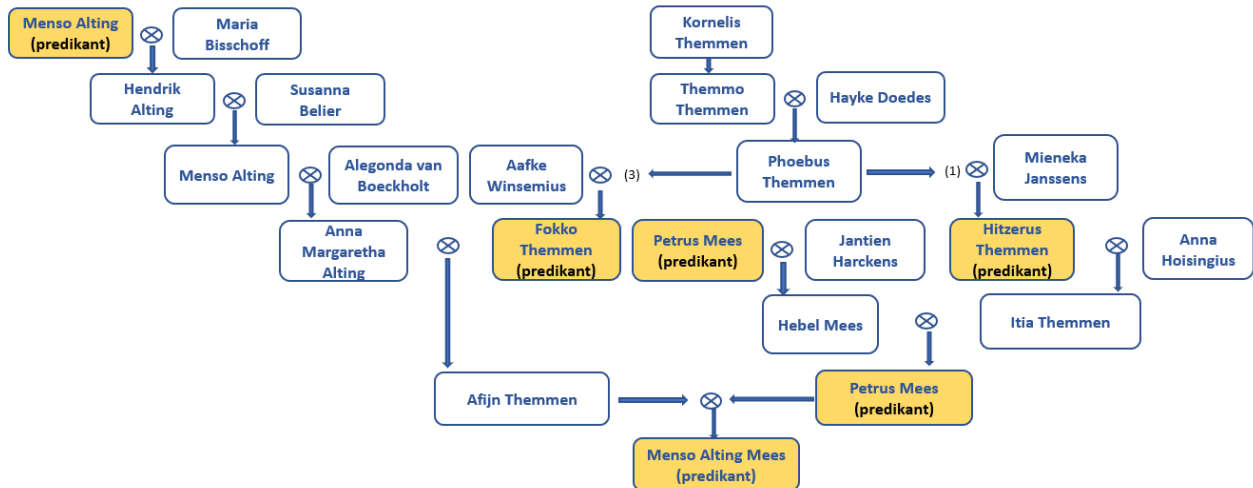 Menso Alting
(predikant)
Maria
Bisschoff
Kornelis
Themmen
Hendrik
Alting
Susanna
Belier
Themmo
Themmen
Hayke Doedes
Menso Alting
Alegonda van
Boeckholt
Aafke
Winsemius
(3)
Phoebus
Themmen
(1)
Mieneka
Janssens
Anna
Margaretha
Alting
Fokko
Themmen
(predikant)
Petrus Mees
(predikant)
Jantien
Harckens
Hitzerus
Themmen
(predikant)
Anna
Hoisingius
Hebel Mees
Itia Themmen
Afijn Themmen
Petrus Mees
(predikant)
Menso Alting Mees
(predikant)